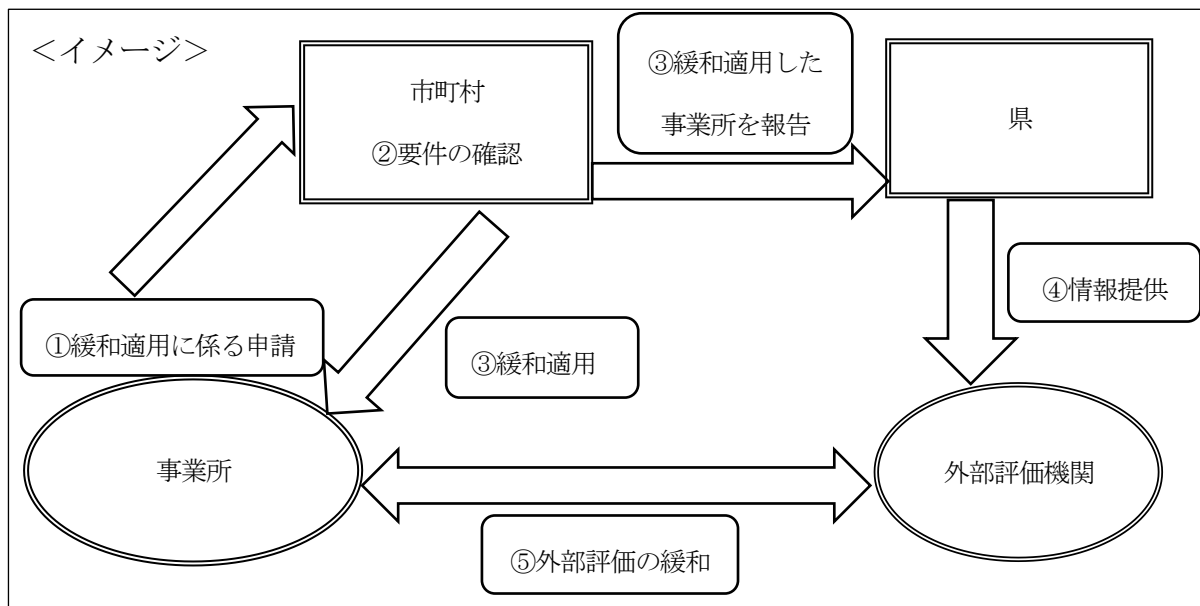 ＜イメージ＞
市町村
②要件の確認
③緩和適用した
事業所を報告
県
①緩和適用に係る申請
③緩和適用
④情報提供
事業所
外部評価機関
⑤外部評価の緩和